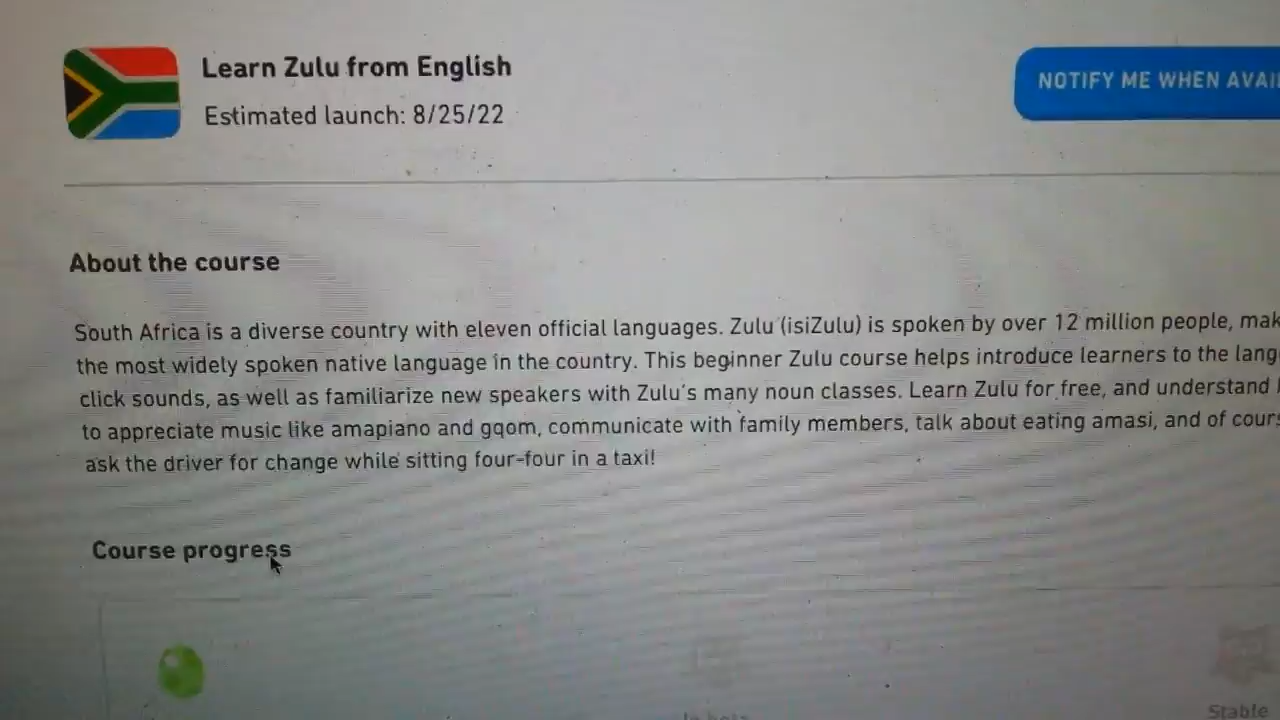 Learn Zulu from English
Estimated launch: 8/25/22
NOTIFY ME WHEN
About the course
South Africa is a diverse country with eleven official languages. Zulu (isiZulu) is spoken by over 12 million people,
the most widely spoken native language in the country. This beginner Zulu course helps introduce learners to the
click sounds, as well as familiarize new speakers with Zulu's many noun classes. Learn Zulu for free, and understand
to appreciate music like amapiano and gqom, communicate with family members, talk about eating amasi, and of
ask the driver for change while sitting four-four in a taxi!
Course progress
Stable